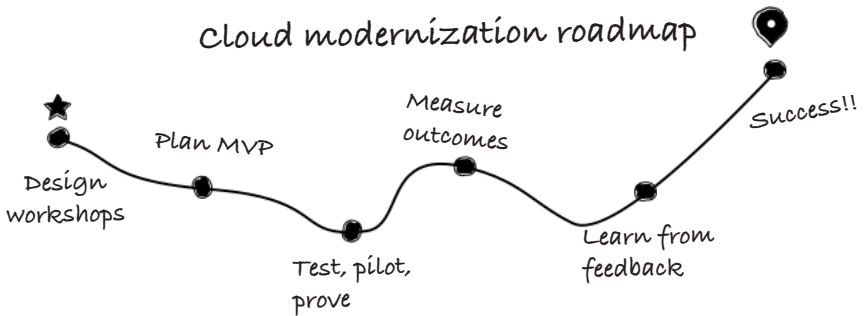 Cloud modernization roadmap
Design
workshops
Plan MVP
Test, pilot,
prove
Measure
outcomes
Learn from
feedback
Success!!